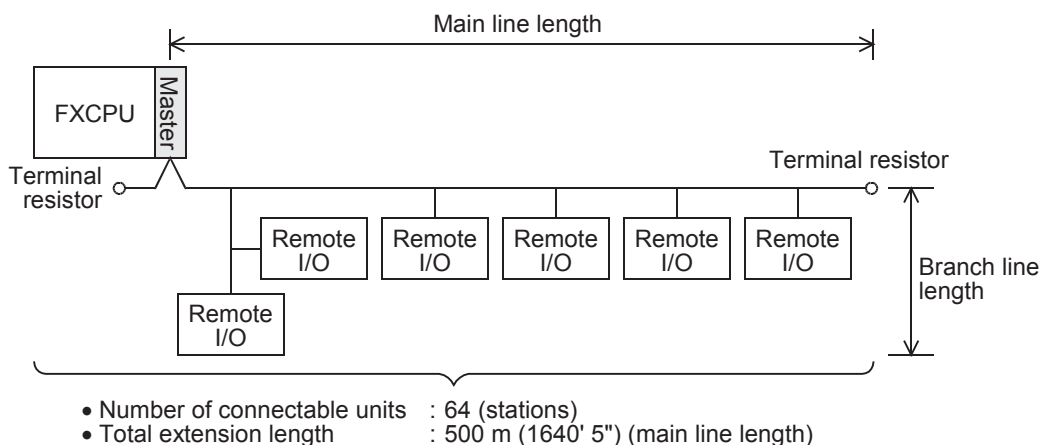 Main line length
FXCPU
Master
Terminal
resistor
Terminal resistor
Remote
I/O
Remote
I/O
Remote
I/O
Remote
I/O
Remote
I/O
Remote
I/O
Branch line
length
• Number of connectable units : 64 (stations)
• Total extension length : 500 m (1640' 5") (main line length)